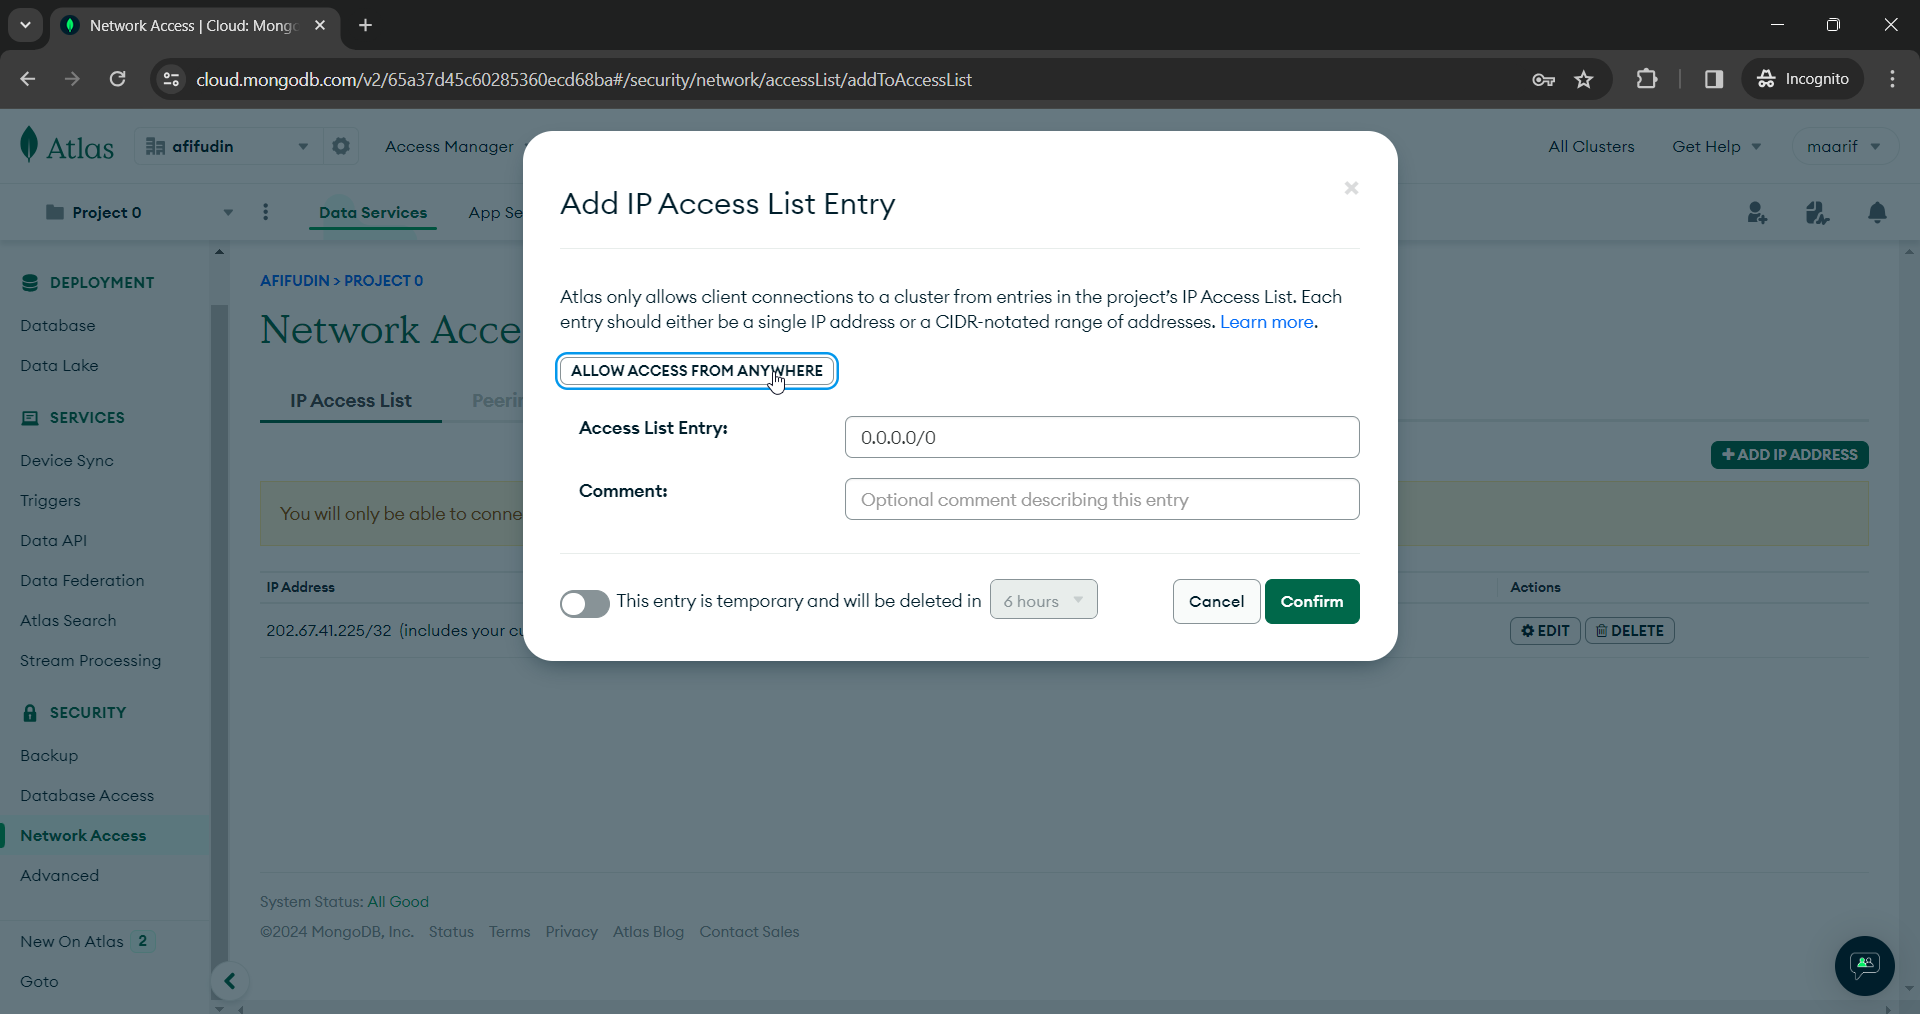 Network Access | Cloud: Mong
cloud.mongodb.com/v2/65a37d45c60285360ecd68ba#/security/network/accessList/addToAccessList
Incognito
Atlas
afifudin
Access Manager
All Clusters
Get Help
maarif
Project 0
Data Services
App Se
DEPLOYMENT
Database
Data Lake
SERVICES
Device Sync
Triggers
Data API
Data Federation
Atlas Search
Stream Processing
SECURITY
Backup
Database Access
Network Access
Advanced
New On Atlas 2
Goto
AFIFUDIN > PROJECT 0
Network Acce
IP Access List
Peerin
+ ADD IP ADDRESS
You will only be able to conne
IP Address
Actions
202.67.41.225/32 (includes your cu
EDIT
DELETE
Add IP Access List Entry
Atlas only allows client connections to a cluster from entries in the project's IP Access List. Each
entry should either be a single IP address or a CIDR-notated range of addresses. Learn more.
ALLOW ACCESS FROM ANYWHERE
Access List Entry:
0.0.0.0/0
Comment:
Optional comment describing this entry
This entry is temporary and will be deleted in
6 hours
Cancel
Confirm
System Status: All Good
©2024 MongoDB, Inc. Status Terms Privacy Atlas Blog Contact Sales